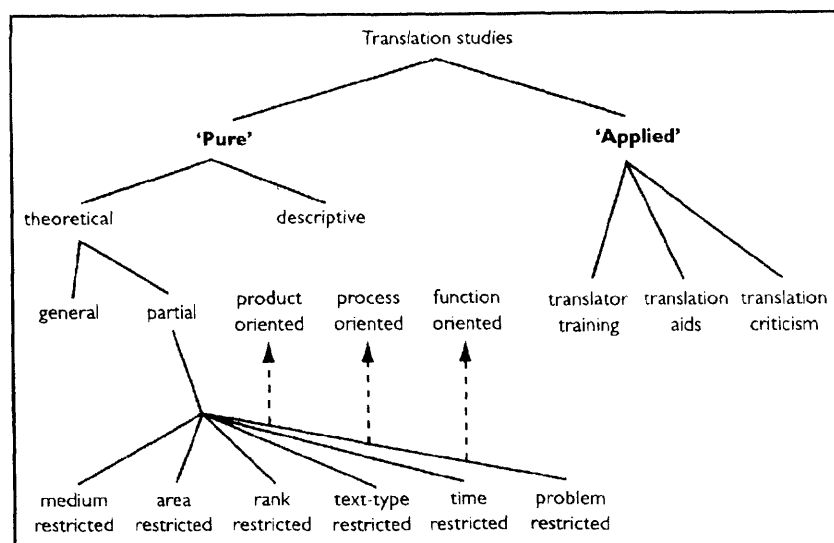 Translation studies
'Pure' 'Applied'
theoretical descriptive
general partial product process function translator translation translation
oriented oriented oriented training aids criticism
medium area rank text-type time problem
restricted restricted restricted restricted restricted restricted